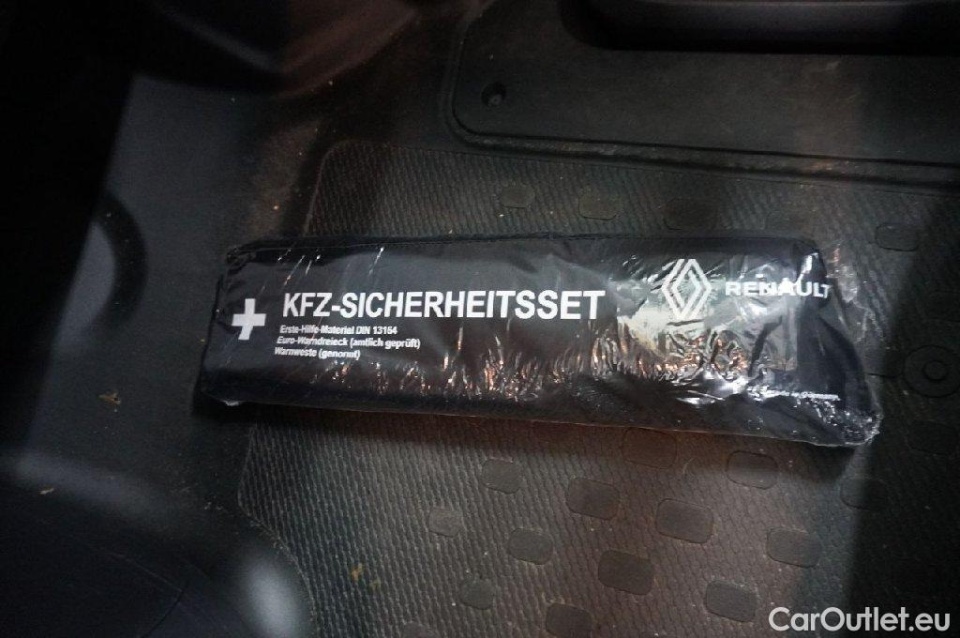 KFZ-SICHERHEITSSET
RENAULT
Erste-Hilfe-Material DIN 13164
Euro-Warndreieck (amtlich geprüft)
Warnweste (genormt)
CarOutlet.eu